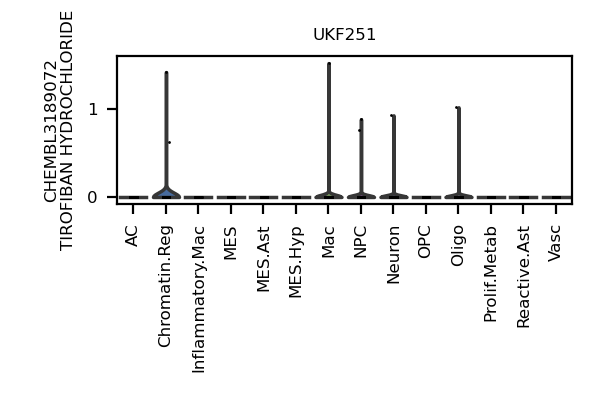 UKF251
CHEMBL3189072
TIROFIBAN HYDROCHLORIDE
1
0
AC
Chromatin.Reg
Inflammatory.Mac
MES
MES.Ast
MES.Hyp
Mac
NPC
Neuron
OPC
Oligo
Prolif.Metab
Reactive.Ast
Vasc